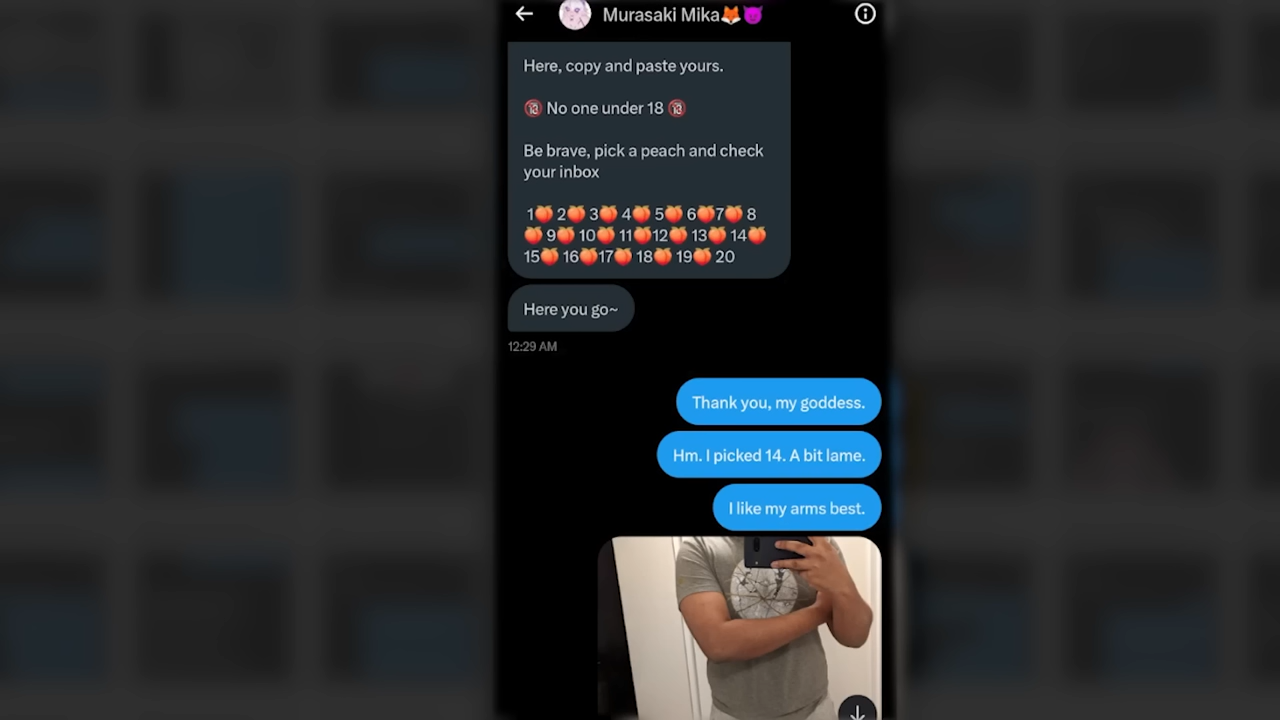 Murasaki Mika🦊😈
Here, copy and paste yours.
🔞 No one under 18 🔞
Be brave, pick a peach and check
your inbox
1🍑 2🍑 3🍑 4🍑 5🍑 6🍑7🍑 8
🍑 9🍑 10🍑 11🍑12🍑 13🍑 14🍑
15🍑 16🍑17🍑 18🍑 19🍑 20
Here you go~
12:29 AM
Thank you, my goddess.
Hm. I picked 14. A bit lame.
I like my arms best.